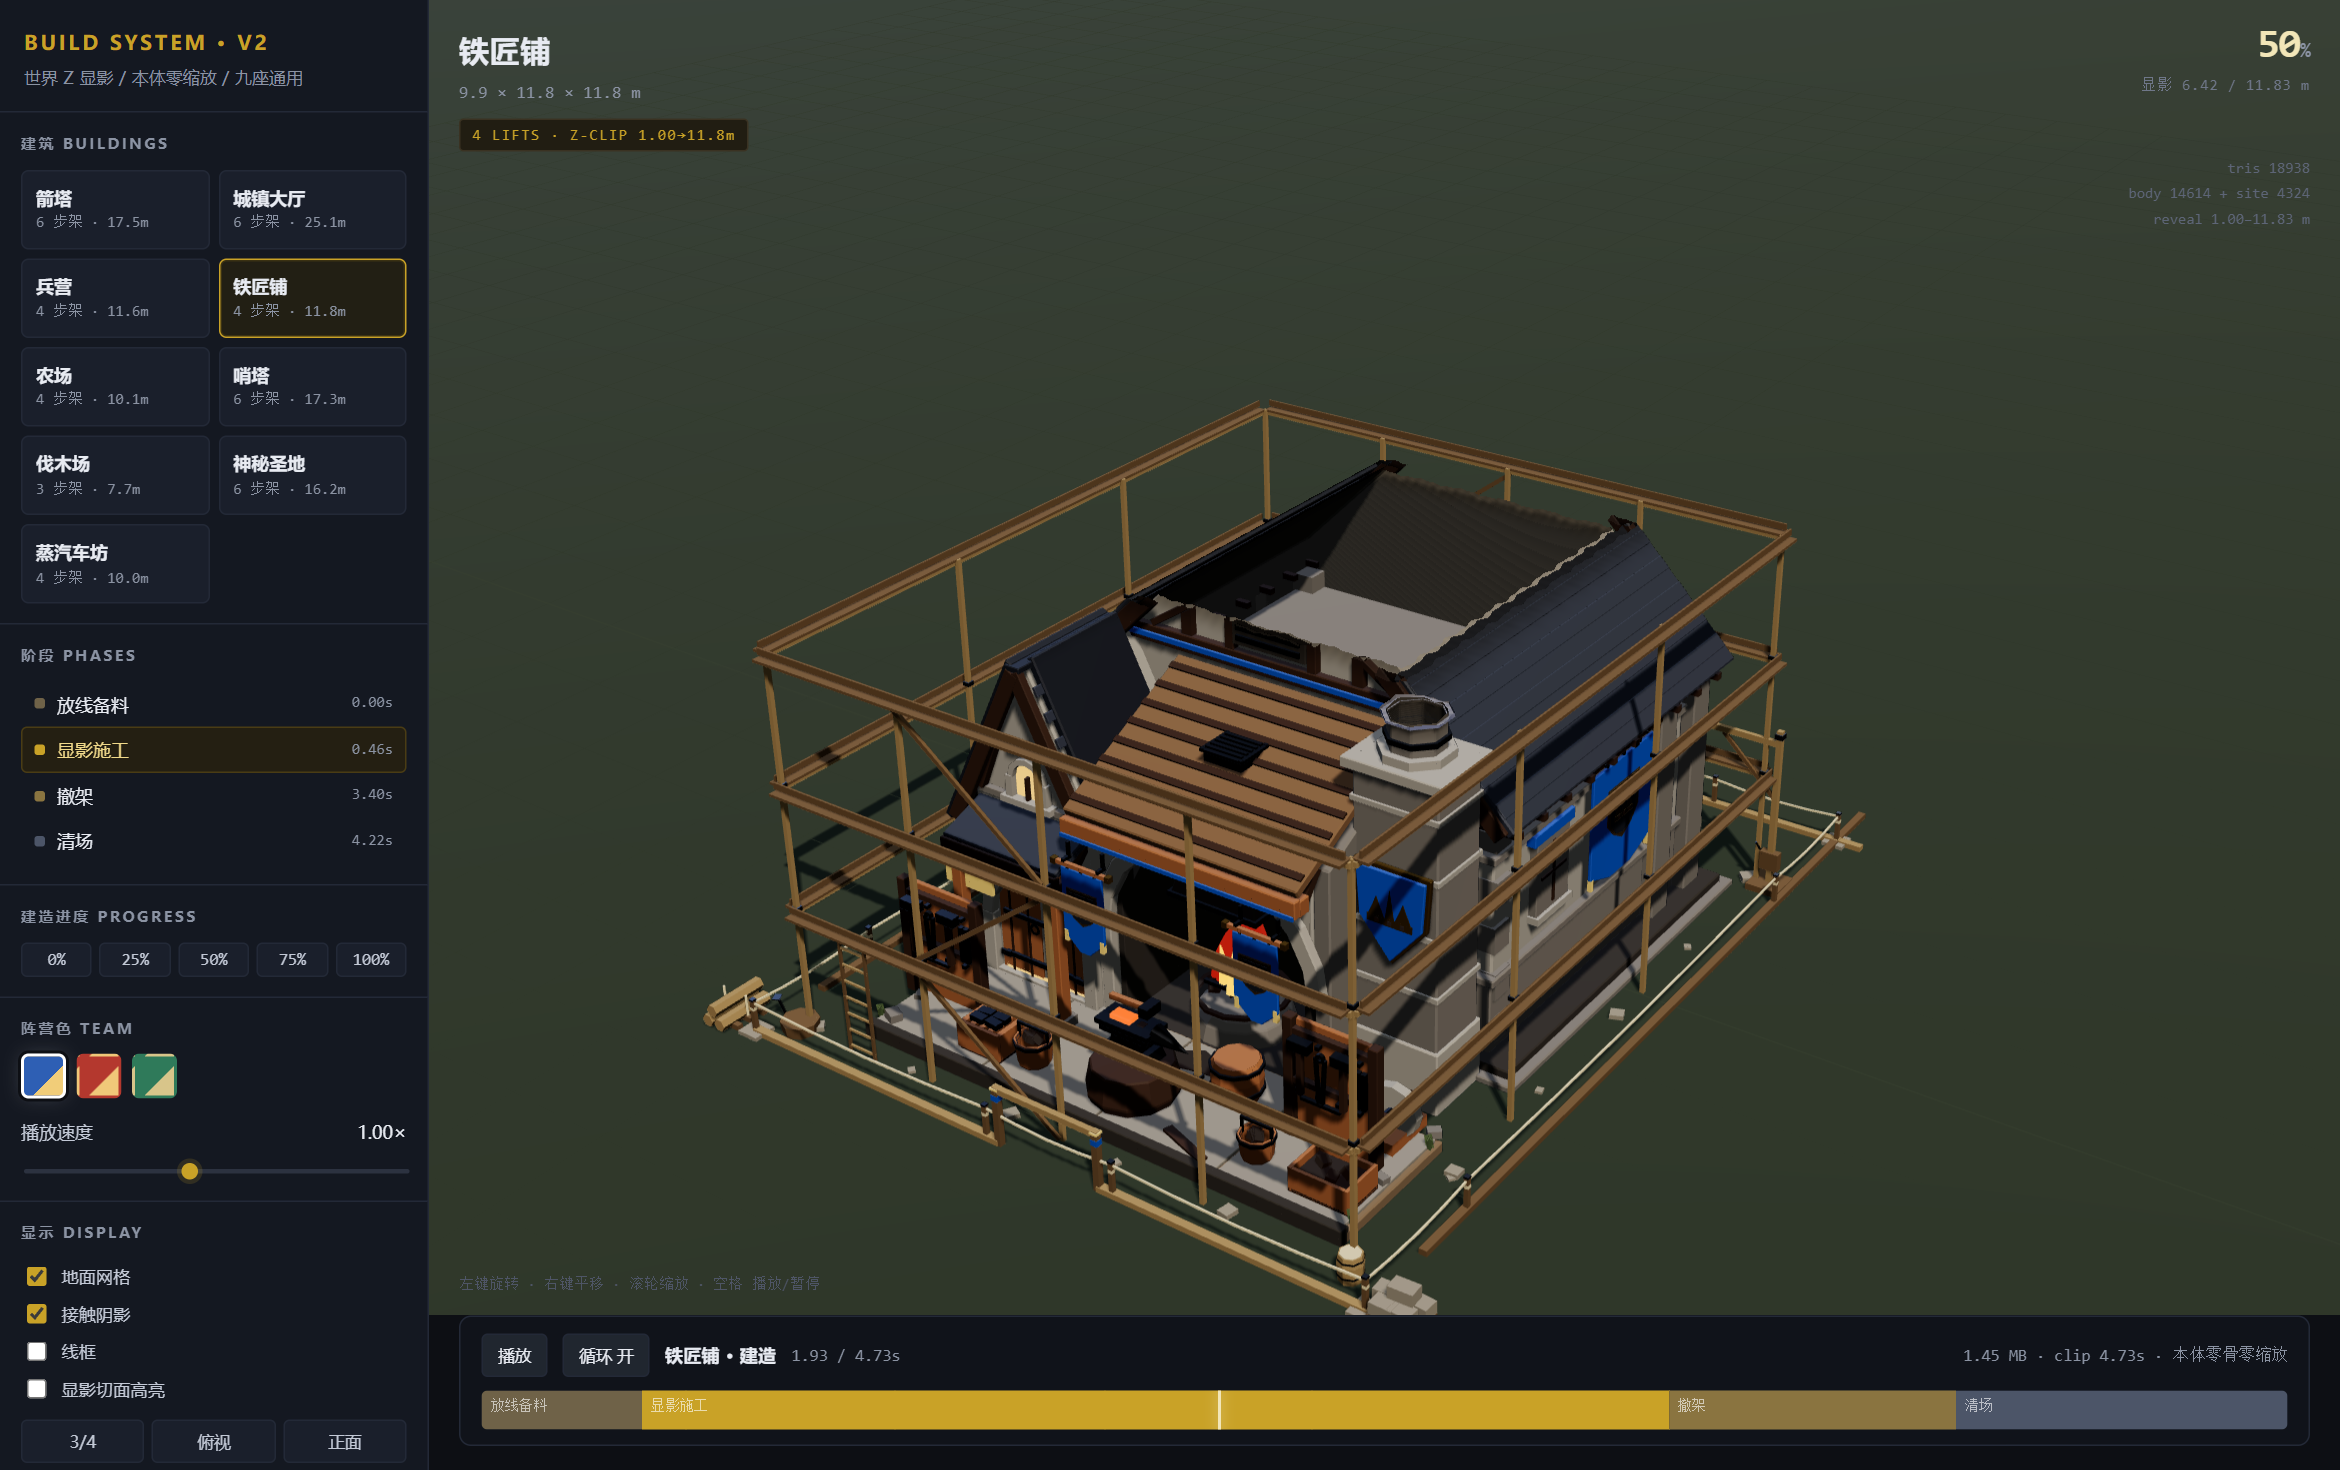 BUILD SYSTEM • V2
世界 Z 显影 / 本体零缩放 / 九座通用
建筑 BUILDINGS
箭塔
6 步架 · 17.5m
城镇大厅
6 步架 · 25.1m
兵营
4 步架 · 11.6m
铁匠铺
4 步架 · 11.8m
农场
4 步架 · 10.1m
哨塔
6 步架 · 17.3m
伐木场
3 步架 · 7.7m
神秘圣地
6 步架 · 16.2m
蒸汽车坊
4 步架 · 10.0m
阶段 PHASES
放线备料 0.00s
显影施工 0.46s
撤架 3.40s
清场 4.22s
建造进度 PROGRESS
0% 25% 50% 75% 100%
阵营色 TEAM
播放速度 1.00×
显示 DISPLAY
地面网格
接触阴影
线框
显影切面高亮
3/4 俯视 正面
铁匠铺
9.9 × 11.8 × 11.8 m
4 LIFTS · Z-CLIP 1.00→11.8m
50%
显影 6.42 / 11.83 m
tris 18938
body 14614 + site 4324
reveal 1.00–11.83 m
左键旋转 · 右键平移 · 滚轮缩放 · 空格 播放/暂停
播放 循环 开 铁匠铺 • 建造 1.93 / 4.73s
1.45 MB · clip 4.73s · 本体零骨零缩放
放线备料 显影施工 撤架 清场